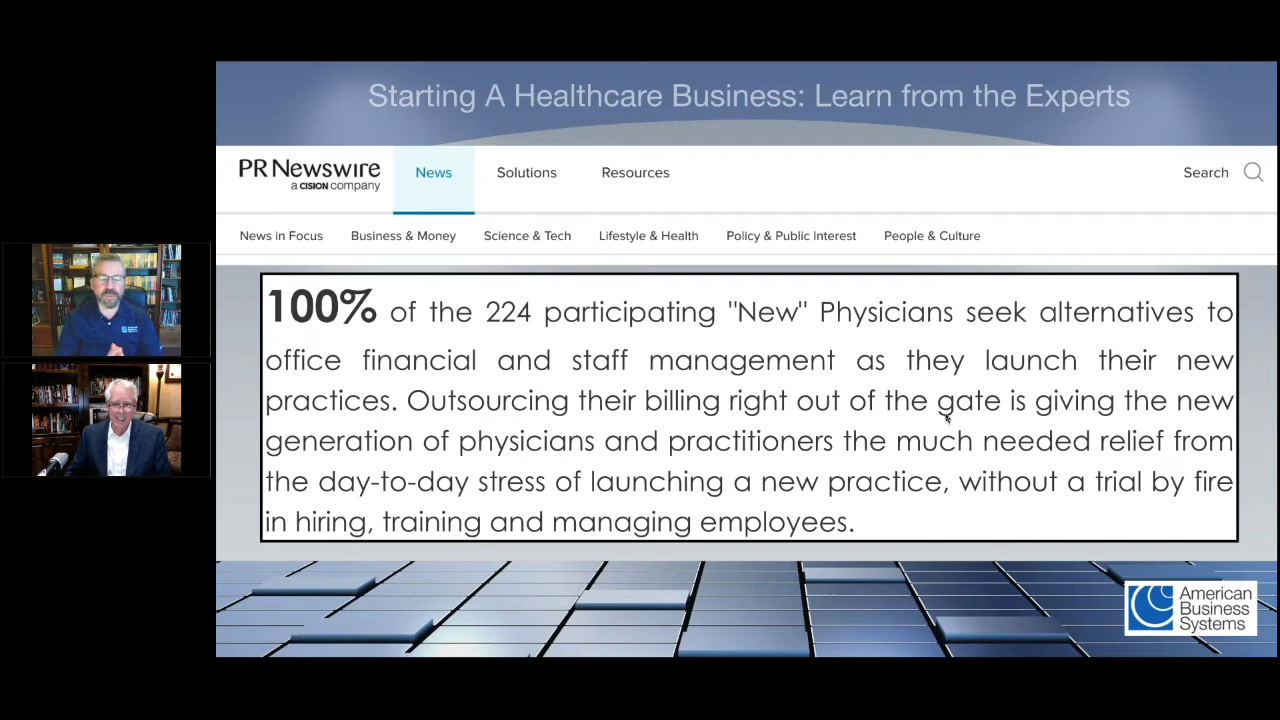 Starting A Healthcare Business: Learn from the Experts
PR Newswire
a CISION company
News
Solutions
Resources
Search
News in Focus
Business & Money
Science & Tech
Lifestyle & Health
Policy & Public Interest
People & Culture
100% of the 224 participating "New" Physicians seek alternatives to
office financial and staff management as they launch their new
practices. Outsourcing their billing right out of the gate is giving the new
generation of physicians and practitioners the much needed relief from
the day-to-day stress of launching a new practice, without a trial by fire
in hiring, training and managing employees.
American
Business
Systems